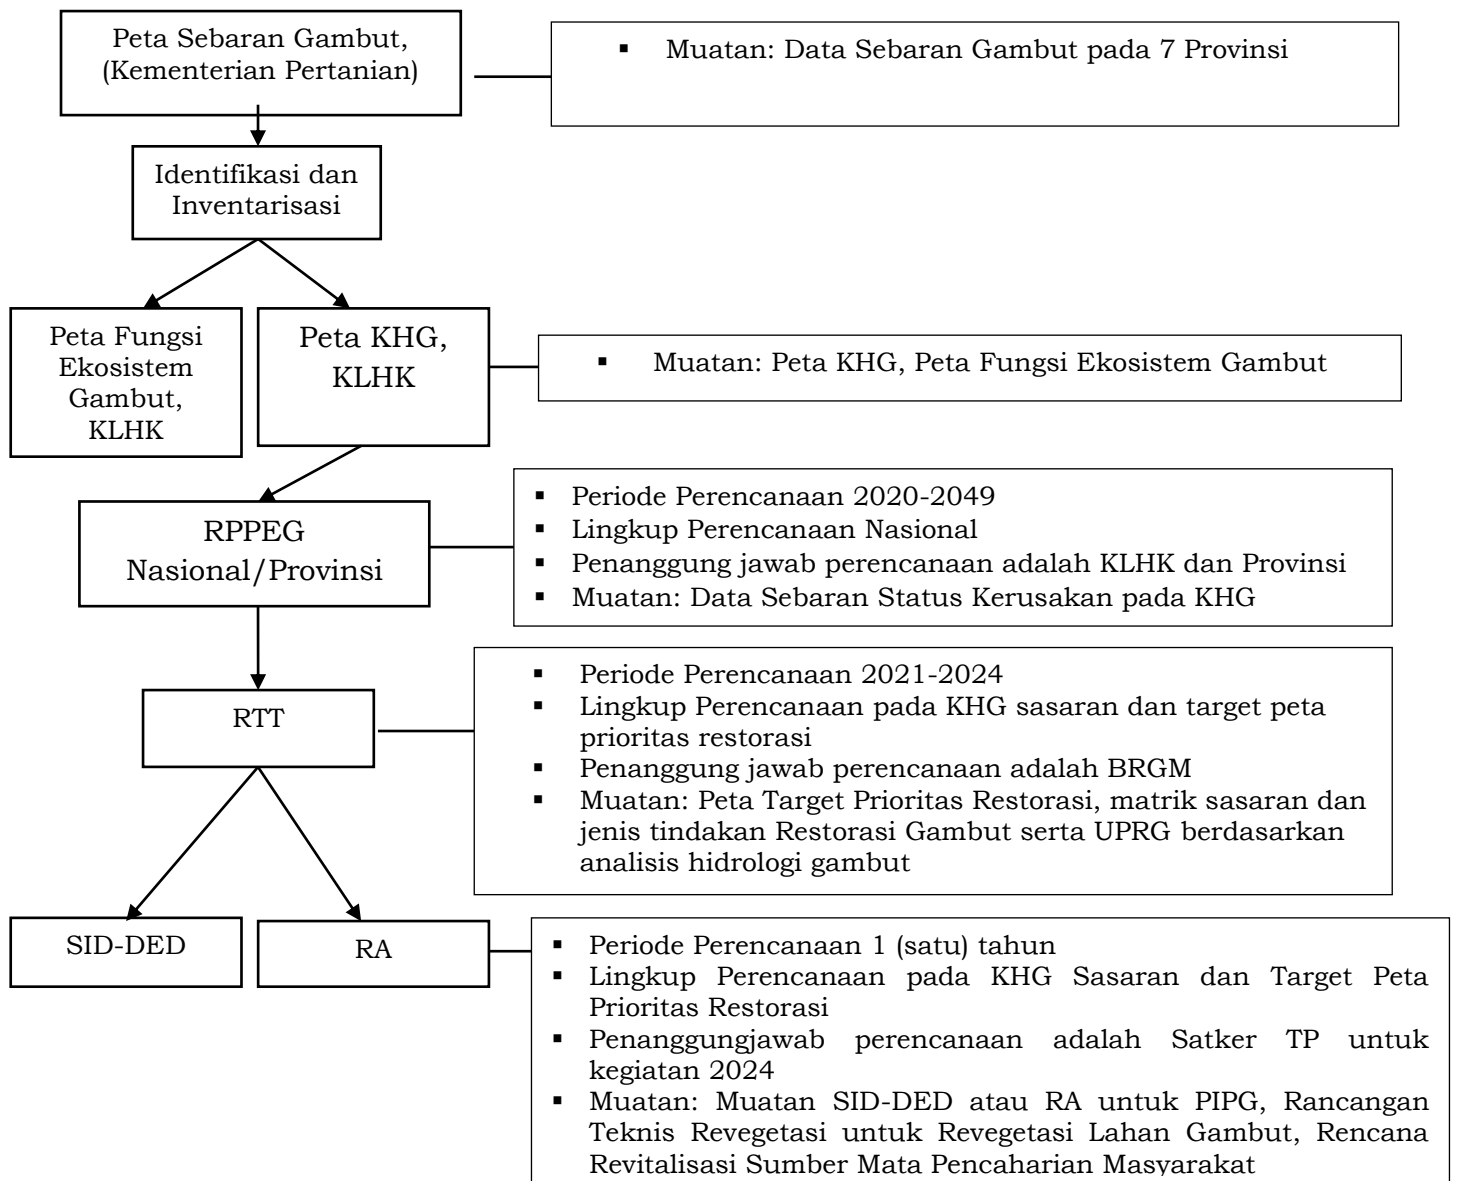 Peta Sebaran Gambut,
(Kementerian Pertanian)
▪ Muatan: Data Sebaran Gambut pada 7 Provinsi
Identifikasi dan
Inventarisasi
Peta Fungsi
Ekosistem
Gambut,
KLHK
Peta KHG,
KLHK
▪ Muatan: Peta KHG, Peta Fungsi Ekosistem Gambut
RPPEG
Nasional/Provinsi
▪ Periode Perencanaan 2020-2049
▪ Lingkup Perencanaan Nasional
▪ Penanggung jawab perencanaan adalah KLHK dan Provinsi
▪ Muatan: Data Sebaran Status Kerusakan pada KHG
RTT
▪ Periode Perencanaan 2021-2024
▪ Lingkup Perencanaan pada KHG sasaran dan target peta
prioritas restorasi
▪ Penanggung jawab perencanaan adalah BRGM
▪ Muatan: Peta Target Prioritas Restorasi, matrik sasaran dan
jenis tindakan Restorasi Gambut serta UPRG berdasarkan
analisis hidrologi gambut
SID-DED
RA
▪ Periode Perencanaan 1 (satu) tahun
▪ Lingkup Perencanaan pada KHG Sasaran dan Target Peta
Prioritas Restorasi
▪ Penanggungjawab perencanaan adalah Satker TP untuk
kegiatan 2024
▪ Muatan: Muatan SID-DED atau RA untuk PIPG, Rancangan
Teknis Revegetasi untuk Revegetasi Lahan Gambut, Rencana
Revitalisasi Sumber Mata Pencaharian Masyarakat